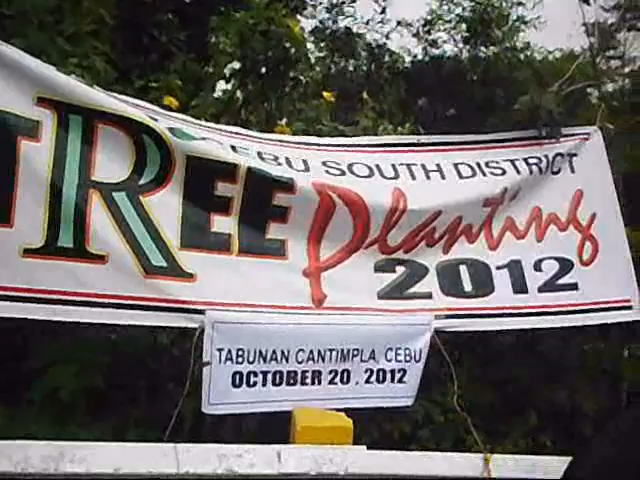 CEBU SOUTH DISTRICT
TREE Planting
2012
TABUNAN CANTIMPLA, CEBU
OCTOBER 20, 2012